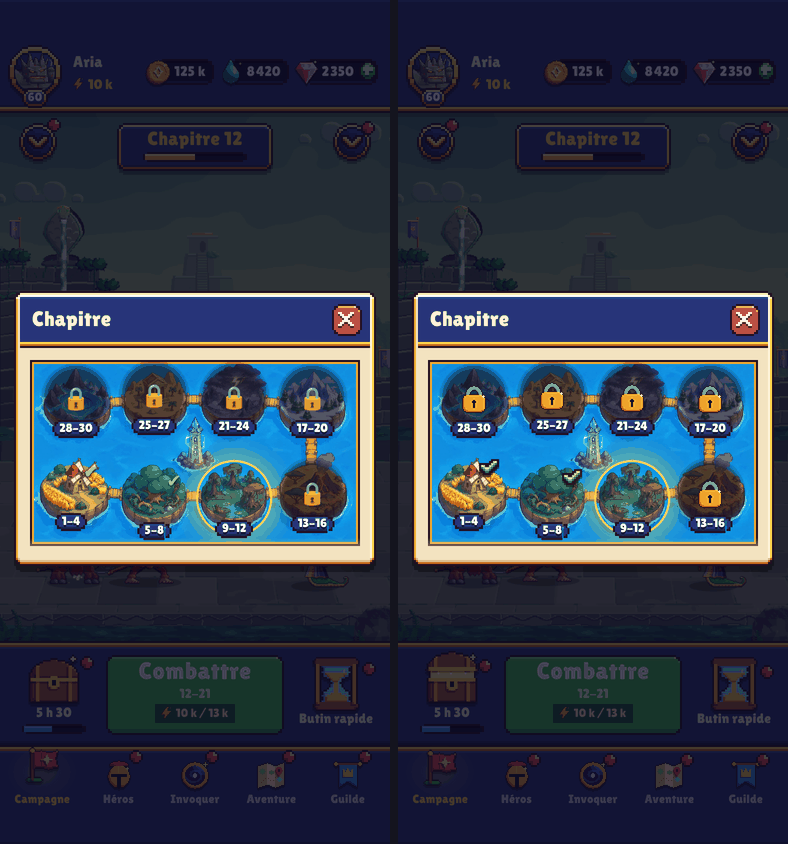 Aria
10 k
60
125 k
8420
2350
Chapitre 12
Chapitre
28-30
25-27
21-24
17-20
1-4
5-8
9-12
13-16
5 h 30
Combattre
12-21
10 k / 13 k
Butin rapide
Campagne
Héros
Invoquer
Aventure
Guilde
Aria
10 k
60
125 k
8420
2350
Chapitre 12
Chapitre
28-30
25-27
21-24
17-20
1-4
5-8
9-12
13-16
5 h 30
Combattre
12-21
10 k / 13 k
Butin rapide
Campagne
Héros
Invoquer
Aventure
Guilde